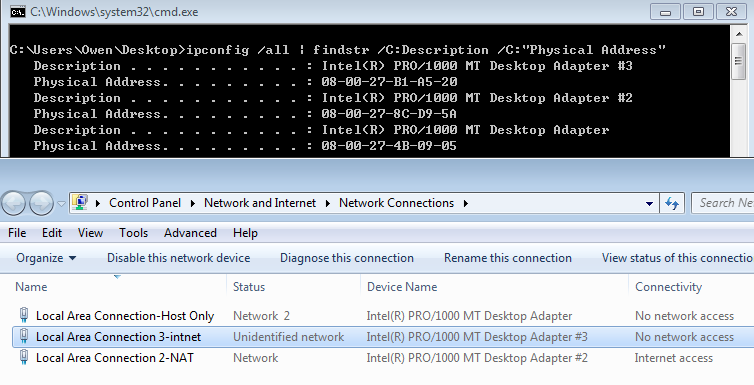 C:\Windows\system32\cmd.exe
C:\Users\Owen\Desktop>ipconfig /all | findstr /C:Description /C:"Physical Address"
Description . . . . . . . . . . . : Intel(R) PRO/1000 MT Desktop Adapter #3
Physical Address. . . . . . . . . : 08-00-27-B1-A5-20
Description . . . . . . . . . . . : Intel(R) PRO/1000 MT Desktop Adapter #2
Physical Address. . . . . . . . . : 08-00-27-8C-D9-5A
Description . . . . . . . . . . . : Intel(R) PRO/1000 MT Desktop Adapter
Physical Address. . . . . . . . . : 08-00-27-4B-09-05
Control Panel Network and Internet Network Connections Search Ne
File Edit View Tools Advanced Help
Organize Disable this network device Diagnose this connection Rename this connection View status of this connectio
Name Status Device Name Connectivity
Local Area Connection-Host Only Network 2 Intel(R) PRO/1000 MT Desktop Adapter No network access
Local Area Connection 3-intnet Unidentified network Intel(R) PRO/1000 MT Desktop Adapter #3 No network access
Local Area Connection 2-NAT Network Intel(R) PRO/1000 MT Desktop Adapter #2 Internet access